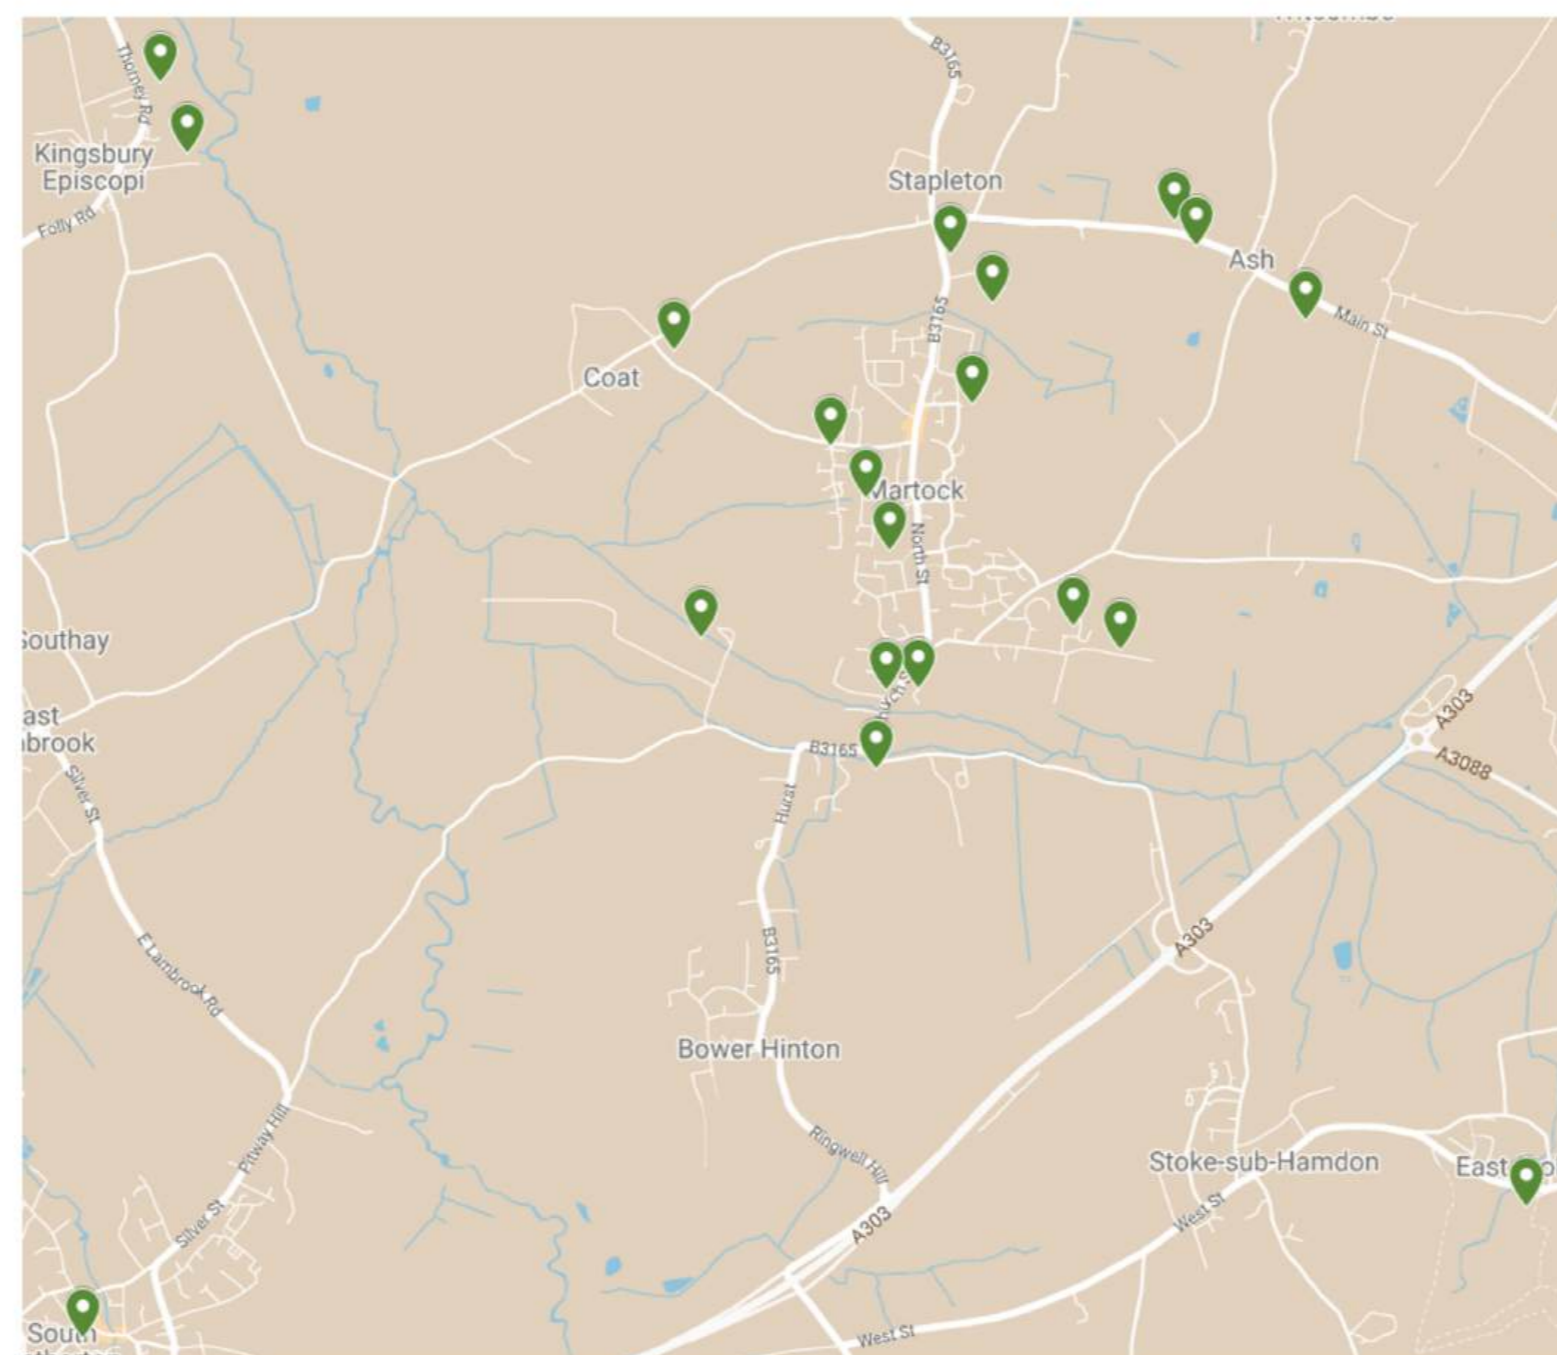 B3165
Thorney Rd
Kingsbury
Episcopi
Stapleton
Folly Rd
Ash
B3165
Main St
Coat
Martock
North St
Southay
A303
B3165
A3088
Silver St
Hurst
A303
E Lambrook Rd
B3165
Bower Hinton
Pitway Hill
Ringwell Hill
Stoke-sub-Hamdon
East
West St
Silver St
A303
South
West St